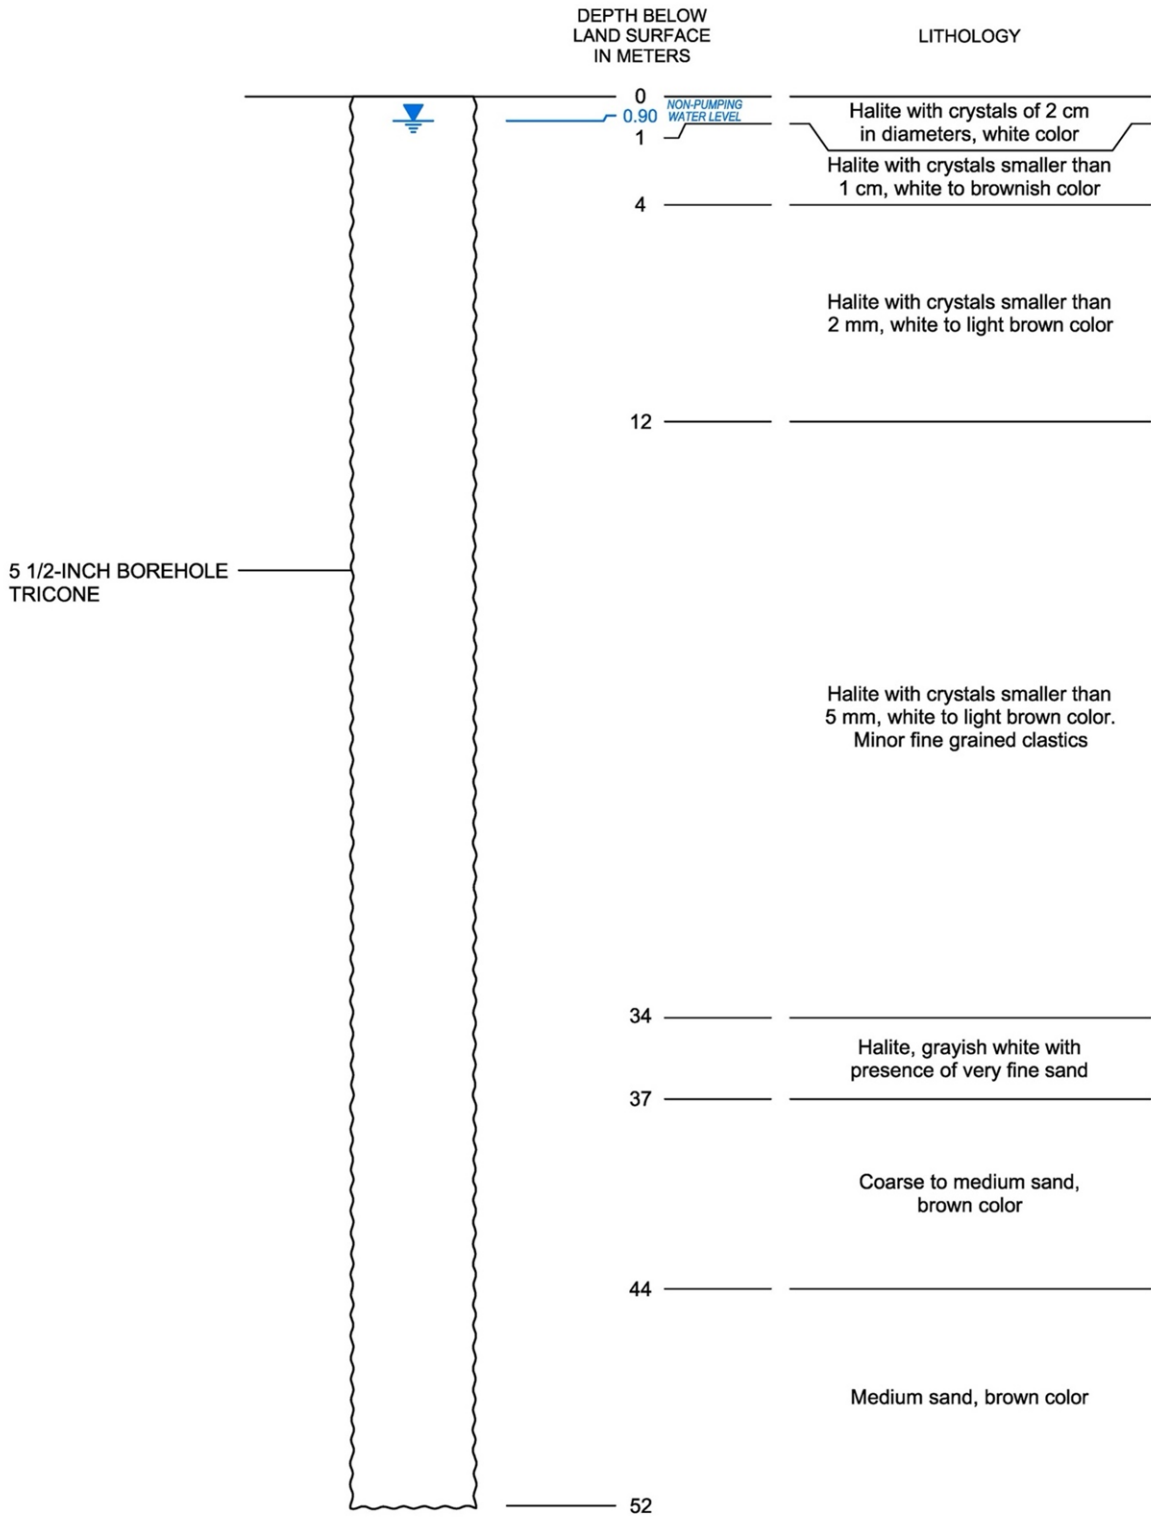 DEPTH BELOW
LAND SURFACE
IN METERS
LITHOLOGY
0
0.90
NON-PUMPING
WATER LEVEL
1
Halite with crystals of 2 cm
in diameters, white color
Halite with crystals smaller than
1 cm, white to brownish color
4
Halite with crystals smaller than
2 mm, white to light brown color
12
5 1/2-INCH BOREHOLE
TRICONE
Halite with crystals smaller than
5 mm, white to light brown color.
Minor fine grained clastics
34
Halite, grayish white with
presence of very fine sand
37
Coarse to medium sand,
brown color
44
Medium sand, brown color
52